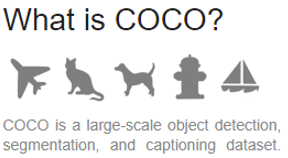 What is COCO?
COCO is a large-scale object detection,
segmentation, and captioning dataset.